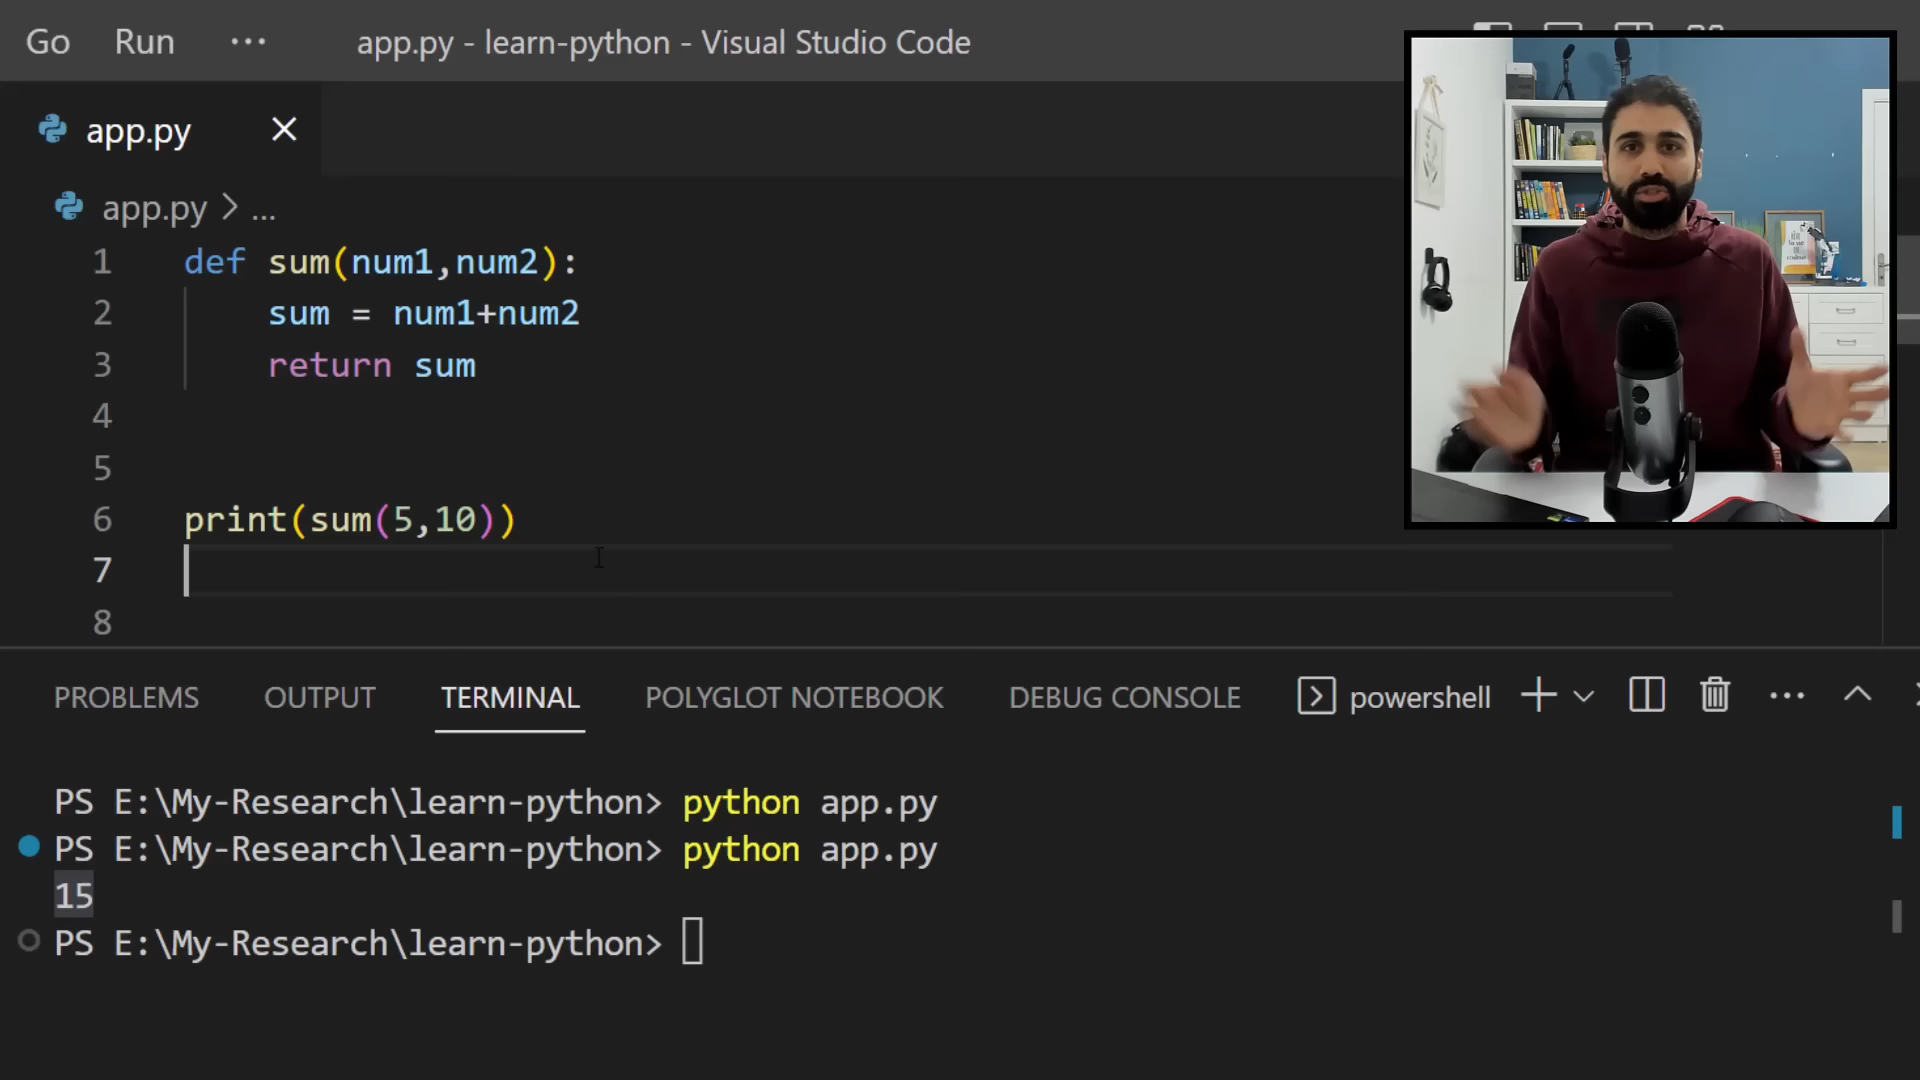 Go Run ··· app.py - learn-python - Visual Studio Code
app.py
app.py > ...
1 def sum(num1,num2):
2 sum = num1+num2
3 return sum
4
5
6 print(sum(5,10))
7
8
PROBLEMS OUTPUT TERMINAL POLYGLOT NOTEBOOK DEBUG CONSOLE powershell
PS E:\My-Research\learn-python> python app.py
PS E:\My-Research\learn-python> python app.py
15
PS E:\My-Research\learn-python>